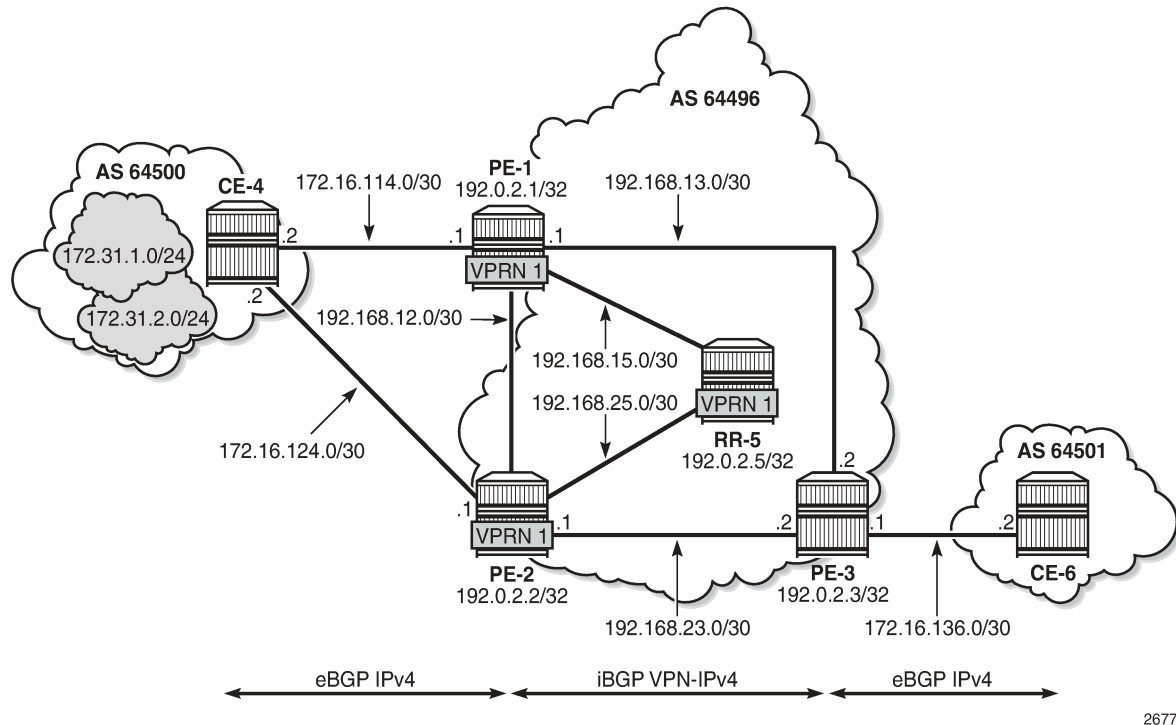 AS 64496
AS 64500
CE-4
172.16.114.0/30
PE-1
192.0.2.1/32
192.168.13.0/30
172.31.1.0/24
.2
.1
.1
VPRN 1
.2
172.31.2.0/24
192.168.12.0/30
192.168.15.0/30
192.168.25.0/30
VPRN 1
RR-5
192.0.2.5/32
172.16.124.0/30
AS 64501
.2
.1
.1
VPRN 1
.2
.1
.2
PE-2
192.0.2.2/32
PE-3
192.0.2.3/32
CE-6
192.168.23.0/30
172.16.136.0/30
eBGP IPv4
iBGP VPN-IPv4
eBGP IPv4
2677